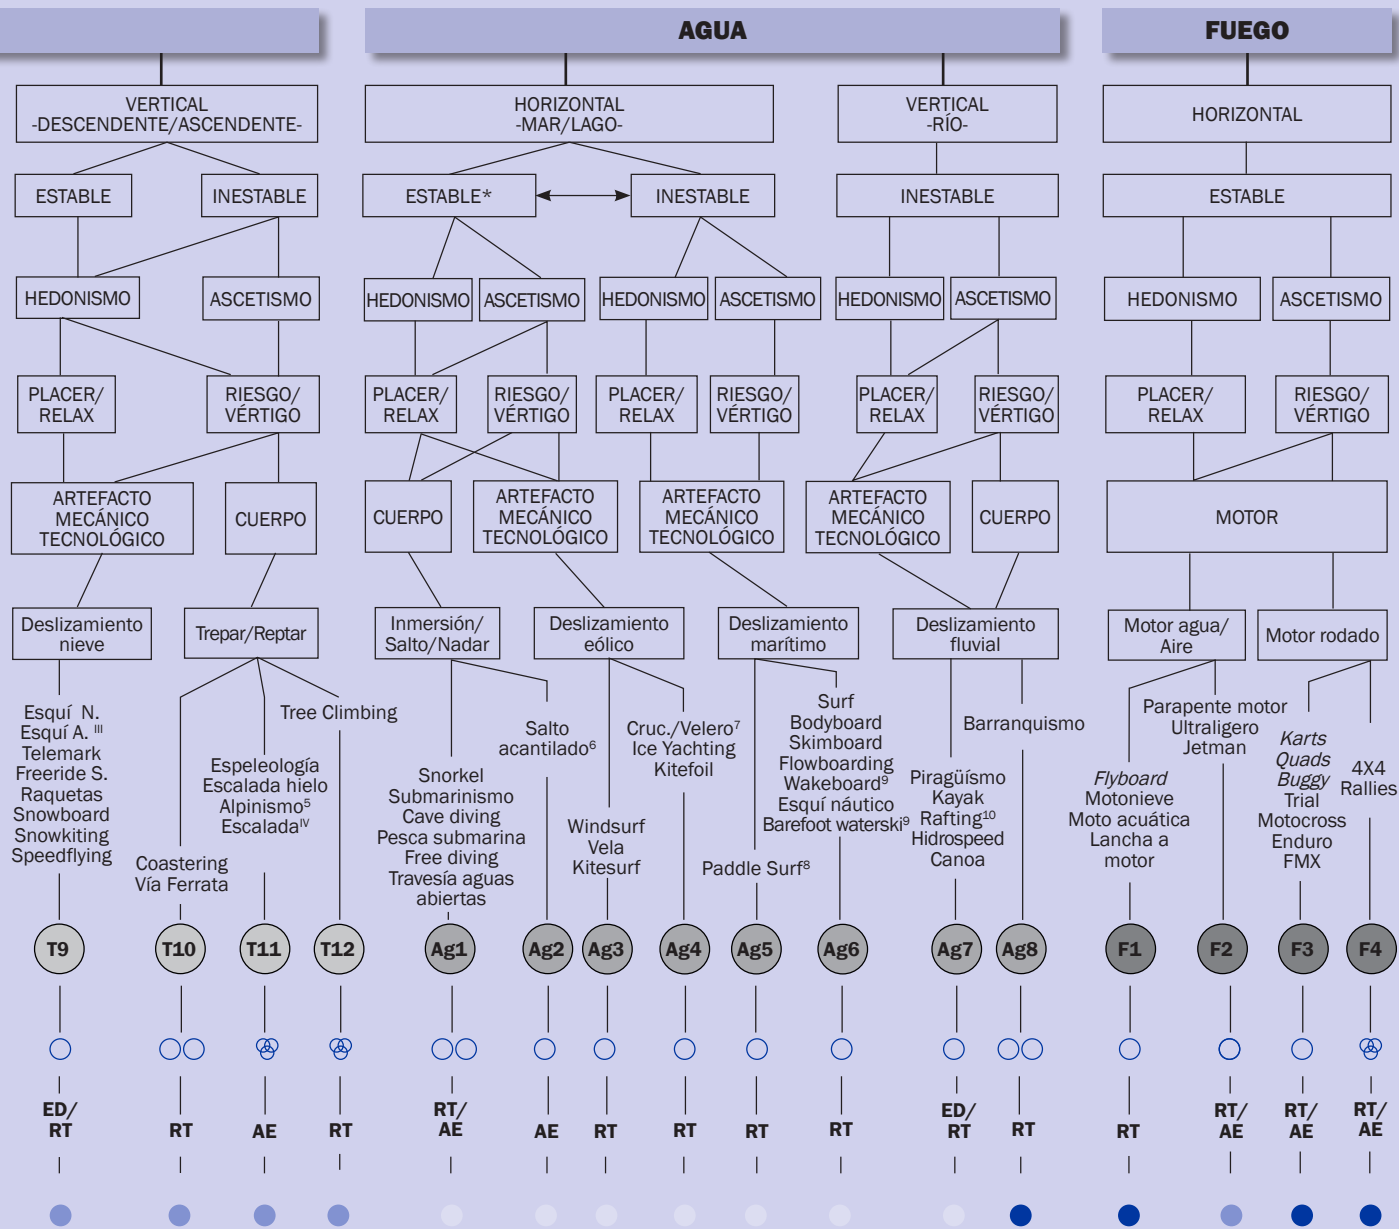 AGUA
FUEGO
VERTICAL
-DESCENDENTE/ASCENDENTE-
HORIZONTAL
-MAR/LAGO-
VERTICAL
-RÍO-
HORIZONTAL
ESTABLE
INESTABLE
ESTABLE*
INESTABLE
INESTABLE
ESTABLE
HEDONISMO
ASCETISMO
HEDONISMO
ASCETISMO
HEDONISMO
ASCETISMO
HEDONISMO
ASCETISMO
HEDONISMO
ASCETISMO
PLACER/
RELAX
RIESGO/
VÉRTIGO
PLACER/
RELAX
RIESGO/
VÉRTIGO
PLACER/
RELAX
RIESGO/
VÉRTIGO
PLACER/
RELAX
RIESGO/
VÉRTIGO
PLACER/
RELAX
RIESGO/
VÉRTIGO
ARTEFACTO
MECÁNICO
TECNOLÓGICO
CUERPO
CUERPO
ARTEFACTO
MECÁNICO
TECNOLÓGICO
ARTEFACTO
MECÁNICO
TECNOLÓGICO
ARTEFACTO
MECÁNICO
TECNOLÓGICO
CUERPO
MOTOR
Deslizamiento
nieve
Trepar/Reptar
Inmersión/
Salto/Nadar
Deslizamiento
eólico
Deslizamiento
marítimo
Deslizamiento
fluvial
Motor agua/
Aire
Motor rodado
Esquí N.
Esquí A. III
Telemark
Freeride S.
Raquetas
Snowboard
Snowkiting
Speedflying
Coastering
Vía Ferrata
Espeleología
Escalada hielo
Alpinismo5
EscaladaIV
Tree Climbing
Snorkel
Submarinismo
Cave diving
Pesca submarina
Free diving
Travesía aguas
abiertas
Salto
acantilado6
Windsurf
Vela
Kitesurf
Cruc./Velero7
Ice Yachting
Kitefoil
Paddle Surf8
Surf
Bodyboard
Skimboard
Flowboarding
Wakeboard9
Esquí náutico
Barefoot waterski9
Piragüísmo
Kayak
Rafting10
Hidrospeed
Canoa
Barranquismo
Flyboard
Motonieve
Moto acuática
Lancha a
motor
Parapente motor
Ultraligero
Jetman
Karts
Quads
Buggy
Trial
Motocross
Enduro
FMX
4X4
Rallies
T9
T10
T11
T12
Ag1
Ag2
Ag3
Ag4
Ag5
Ag6
Ag7
Ag8
F1
F2
F3
F4
ED/
RT
RT
AE
RT
RT/
AE
AE
RT
RT
RT
RT
ED/
RT
RT
RT
RT/
AE
RT/
AE
RT/
AE